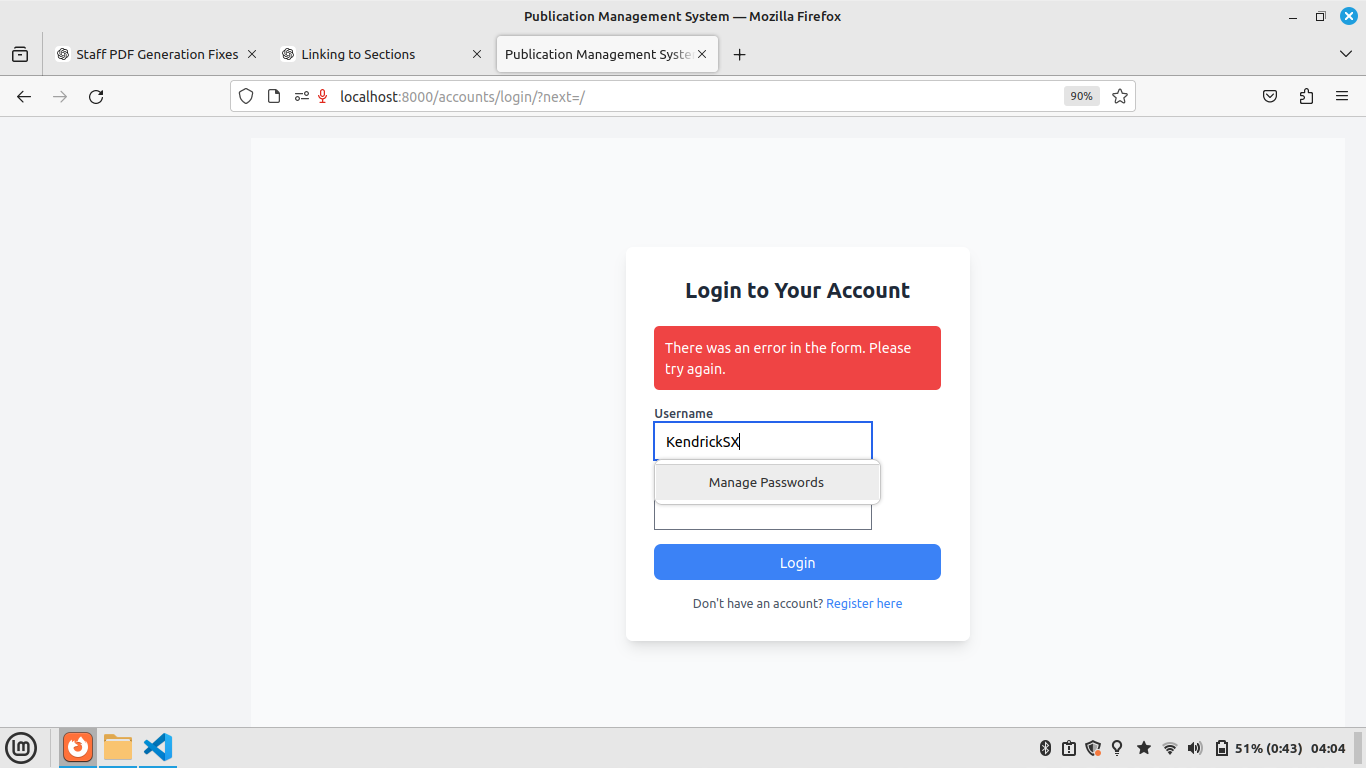 Publication Management System — Mozilla Firefox
Staff PDF Generation Fixes
Linking to Sections
Publication Management Syste
localhost:8000/accounts/login/?next=/
90%
Login to Your Account
There was an error in the form. Please
try again.
Username
KendrickSX
Manage Passwords
Login
Don't have an account? Register here
51% (0:43)
04:04